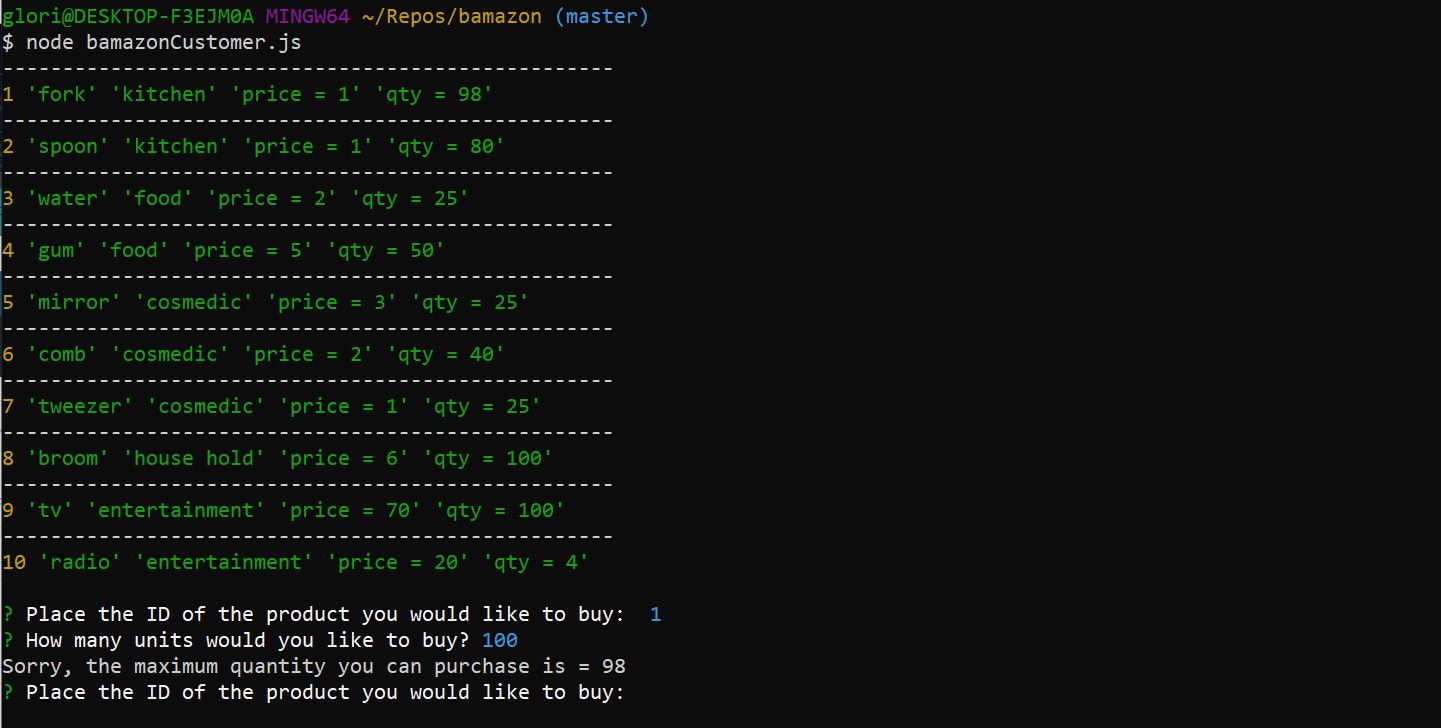 glori@DESKTOP-F3EJM0A MINGW64 ~/Repos/bamazon (master)
$ node bamazonCustomer.js
---------------------------------------------------
1 'fork' 'kitchen' 'price = 1' 'qty = 98'
---------------------------------------------------
2 'spoon' 'kitchen' 'price = 1' 'qty = 80'
---------------------------------------------------
3 'water' 'food' 'price = 2' 'qty = 25'
---------------------------------------------------
4 'gum' 'food' 'price = 5' 'qty = 50'
---------------------------------------------------
5 'mirror' 'cosmedic' 'price = 3' 'qty = 25'
---------------------------------------------------
6 'comb' 'cosmedic' 'price = 2' 'qty = 40'
---------------------------------------------------
7 'tweezer' 'cosmedic' 'price = 1' 'qty = 25'
---------------------------------------------------
8 'broom' 'house hold' 'price = 6' 'qty = 100'
---------------------------------------------------
9 'tv' 'entertainment' 'price = 70' 'qty = 100'
---------------------------------------------------
10 'radio' 'entertainment' 'price = 20' 'qty = 4'
? Place the ID of the product you would like to buy:  1
? How many units would you like to buy? 100
Sorry, the maximum quantity you can purchase is = 98
? Place the ID of the product you would like to buy: